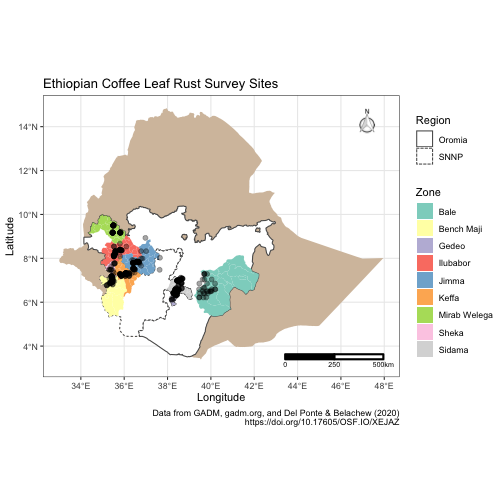 Ethiopian Coffee Leaf Rust Survey Sites
N
14°N
12°N
10°N
8°N
6°N
4°N
Latitude
0 250 500km
34°E 36°E 38°E 40°E 42°E 44°E 46°E 48°E
Longitude
Region
Oromia
SNNP
Zone
Bale
Bench Maji
Gedeo
Ilubabor
Jimma
Keffa
Mirab Welega
Sheka
Sidama
Data from GADM, gadm.org, and Del Ponte & Belachew (2020)
https://doi.org/10.17605/OSF.IO/XEJAZ